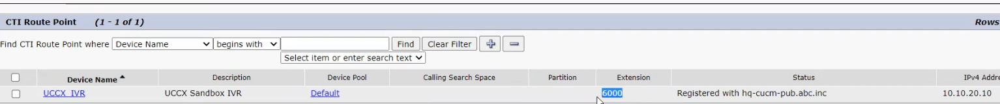 CTI Route Point (1 - 1 of 1) Rows
Find CTI Route Point where Device Name begins with Find Clear Filter
Select item or enter search text
Device Name Description Device Pool Calling Search Space Partition Extension Status IPv4 Addre
UCCX_IVR UCCX Sandbox IVR Default 6000 Registered with hq-cucm-pub.abc.inc 10.10.20.10